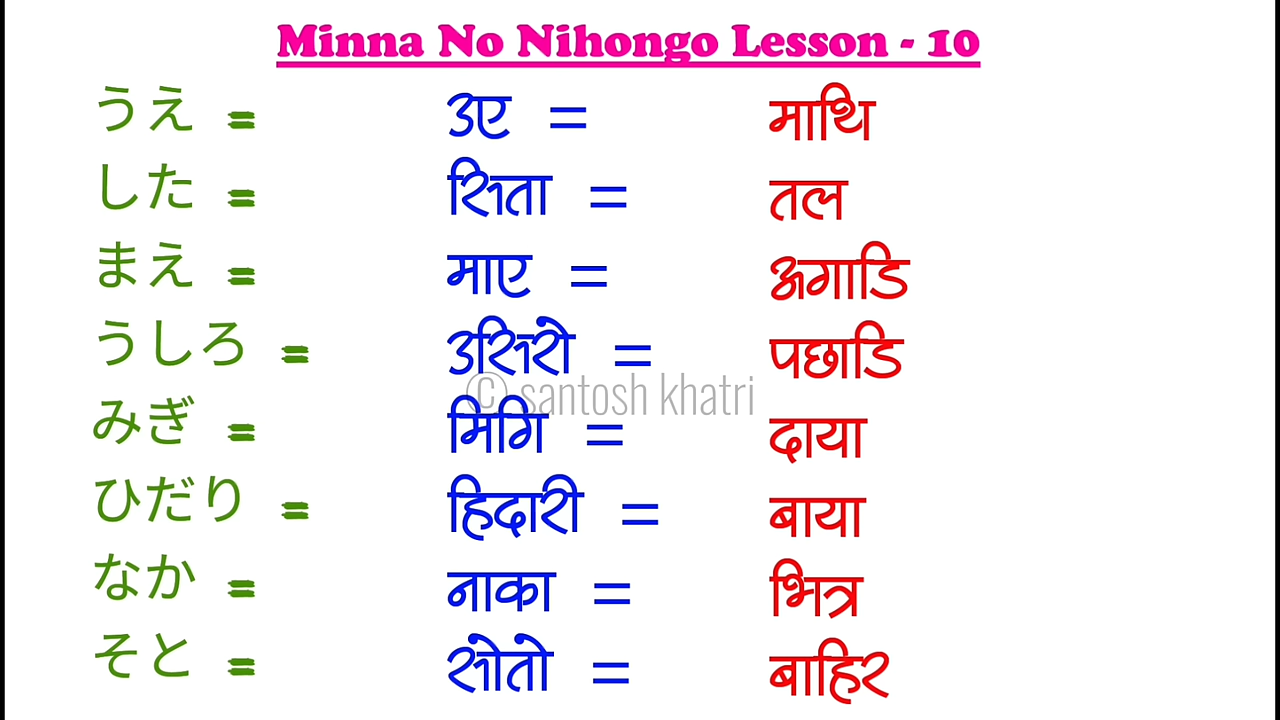 Minna No Nihongo Lesson - 10
うえ = उए = माथि
した = सिता = तल
まえ = माए = अगाडि
うしろ = उसिरो = पछाडि
© santosh khatri
みぎ = मिगि = दाया
ひだり = हिदारी = बाया
なか = नाका = भित्र
そと = सोतो = बाहिर